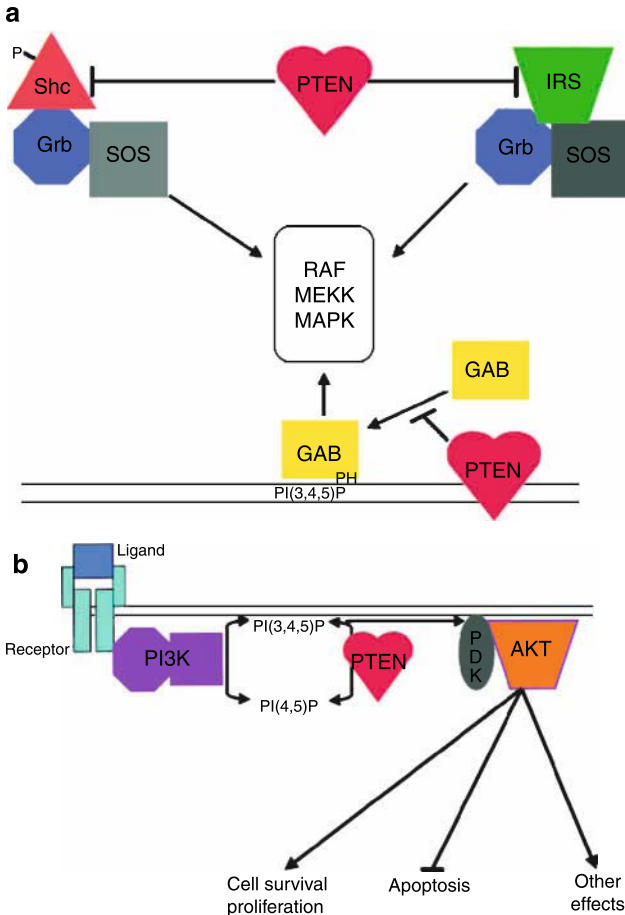 a
P
Shc
PTEN
IRS
Grb
SOS
Grb
SOS
RAF
MEKK
MAPK
GAB
GAB
PTEN
PH
PI(3,4,5)P
b
Ligand
Receptor
PI3K
PI(3,4,5)P
PTEN
PI(4,5)P
P
D
K
AKT
Cell survival
proliferation
Apoptosis
Other
effects